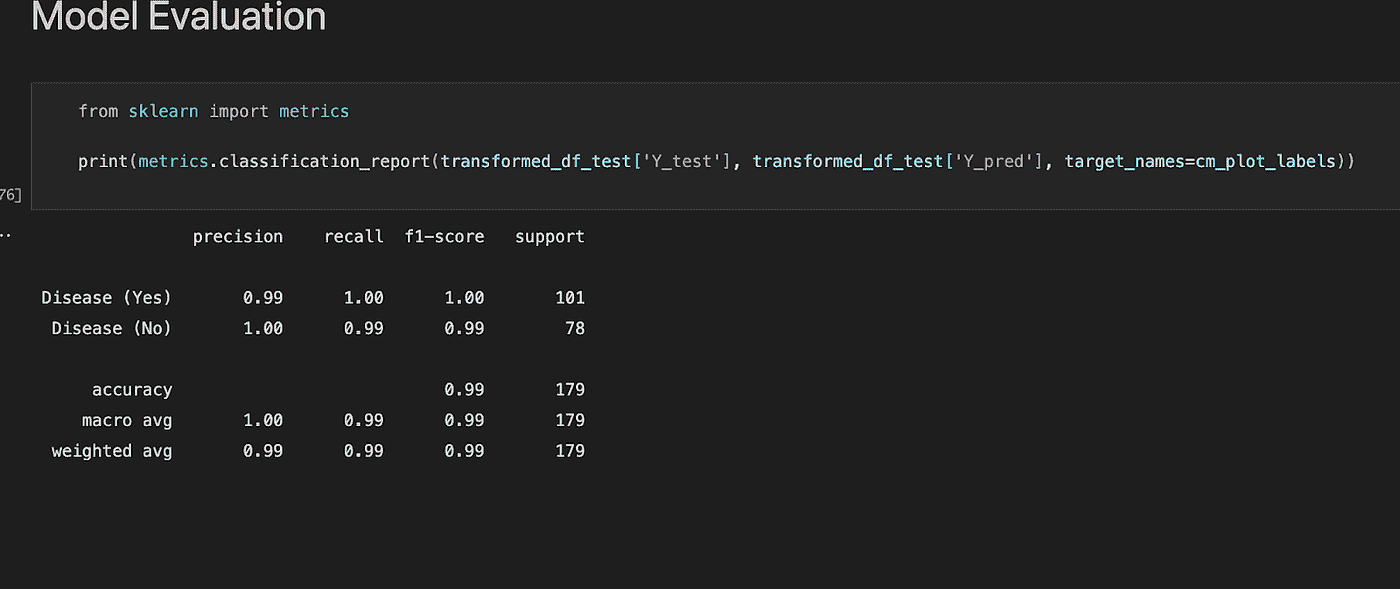 Model Evaluation
from sklearn import metrics
print(metrics.classification_report(transformed_df_test['Y_test'], transformed_df_test['Y_pred'], target_names=cm_plot_labels))
76]
..
precision recall f1-score support
Disease (Yes) 0.99 1.00 1.00 101
Disease (No) 1.00 0.99 0.99 78
accuracy 0.99 179
macro avg 1.00 0.99 0.99 179
weighted avg 0.99 0.99 0.99 179